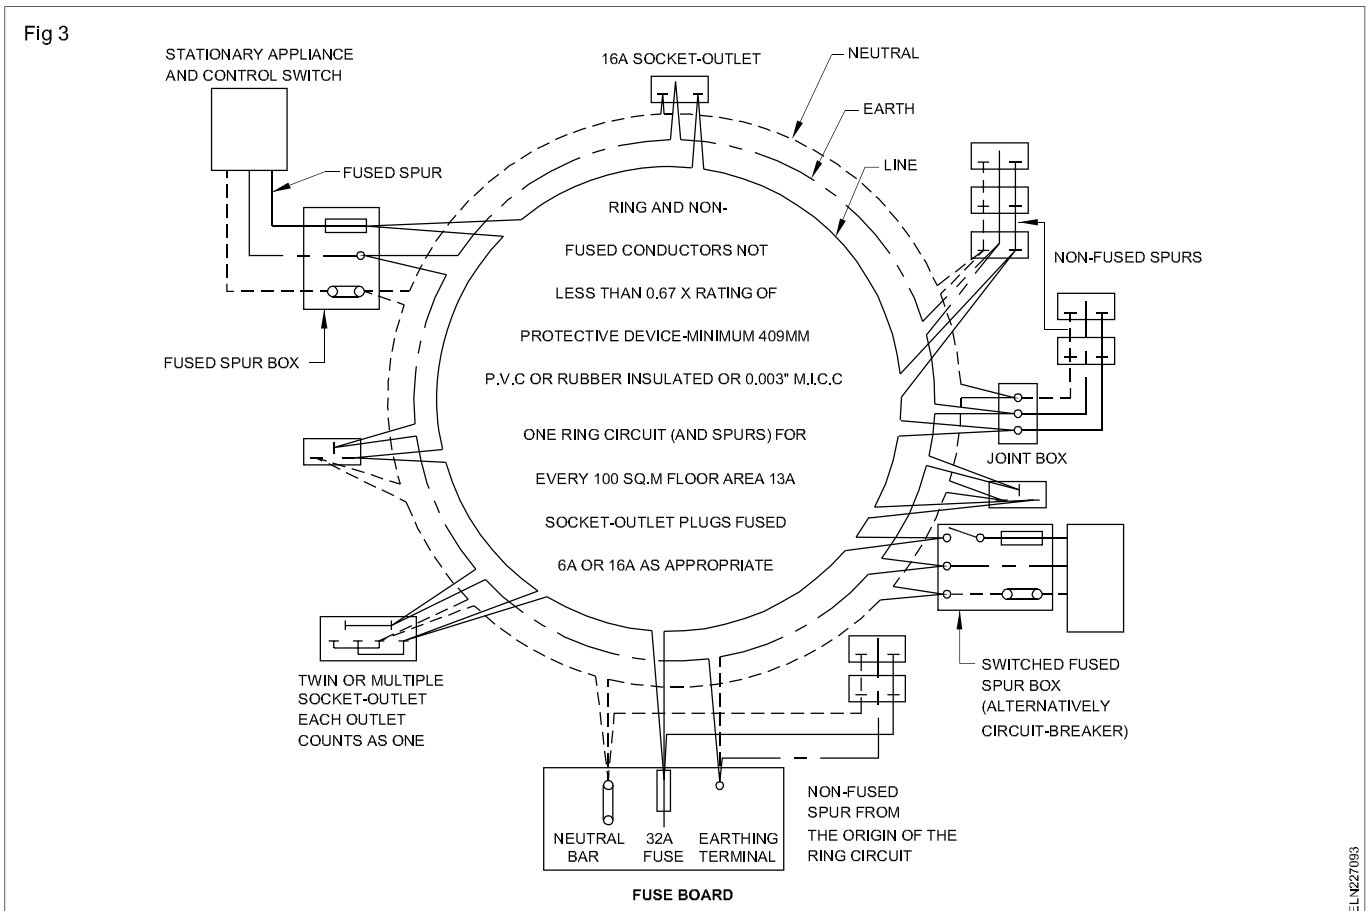 Fig 3
STATIONARY APPLIANCE
AND CONTROL SWITCH
16A SOCKET-OUTLET
NEUTRAL
EARTH
LINE
FUSED SPUR
FUSED SPUR BOX
RING AND NON-
FUSED CONDUCTORS NOT
LESS THAN 0.67 X RATING OF
PROTECTIVE DEVICE-MINIMUM 409MM
P.V.C OR RUBBER INSULATED OR 0.003" M.I.C.C
ONE RING CIRCUIT (AND SPURS) FOR
EVERY 100 SQ.M FLOOR AREA 13A
SOCKET-OUTLET PLUGS FUSED
6A OR 16A AS APPROPRIATE
NON-FUSED SPURS
JOINT BOX
SWITCHED FUSED
SPUR BOX
(ALTERNATIVELY
CIRCUIT-BREAKER)
TWIN OR MULTIPLE
SOCKET-OUTLET
EACH OUTLET
COUNTS AS ONE
NEUTRAL
BAR
32A
FUSE
EARTHING
TERMINAL
NON-FUSED
SPUR FROM
THE ORIGIN OF THE
RING CIRCUIT
FUSE BOARD
ELN227093